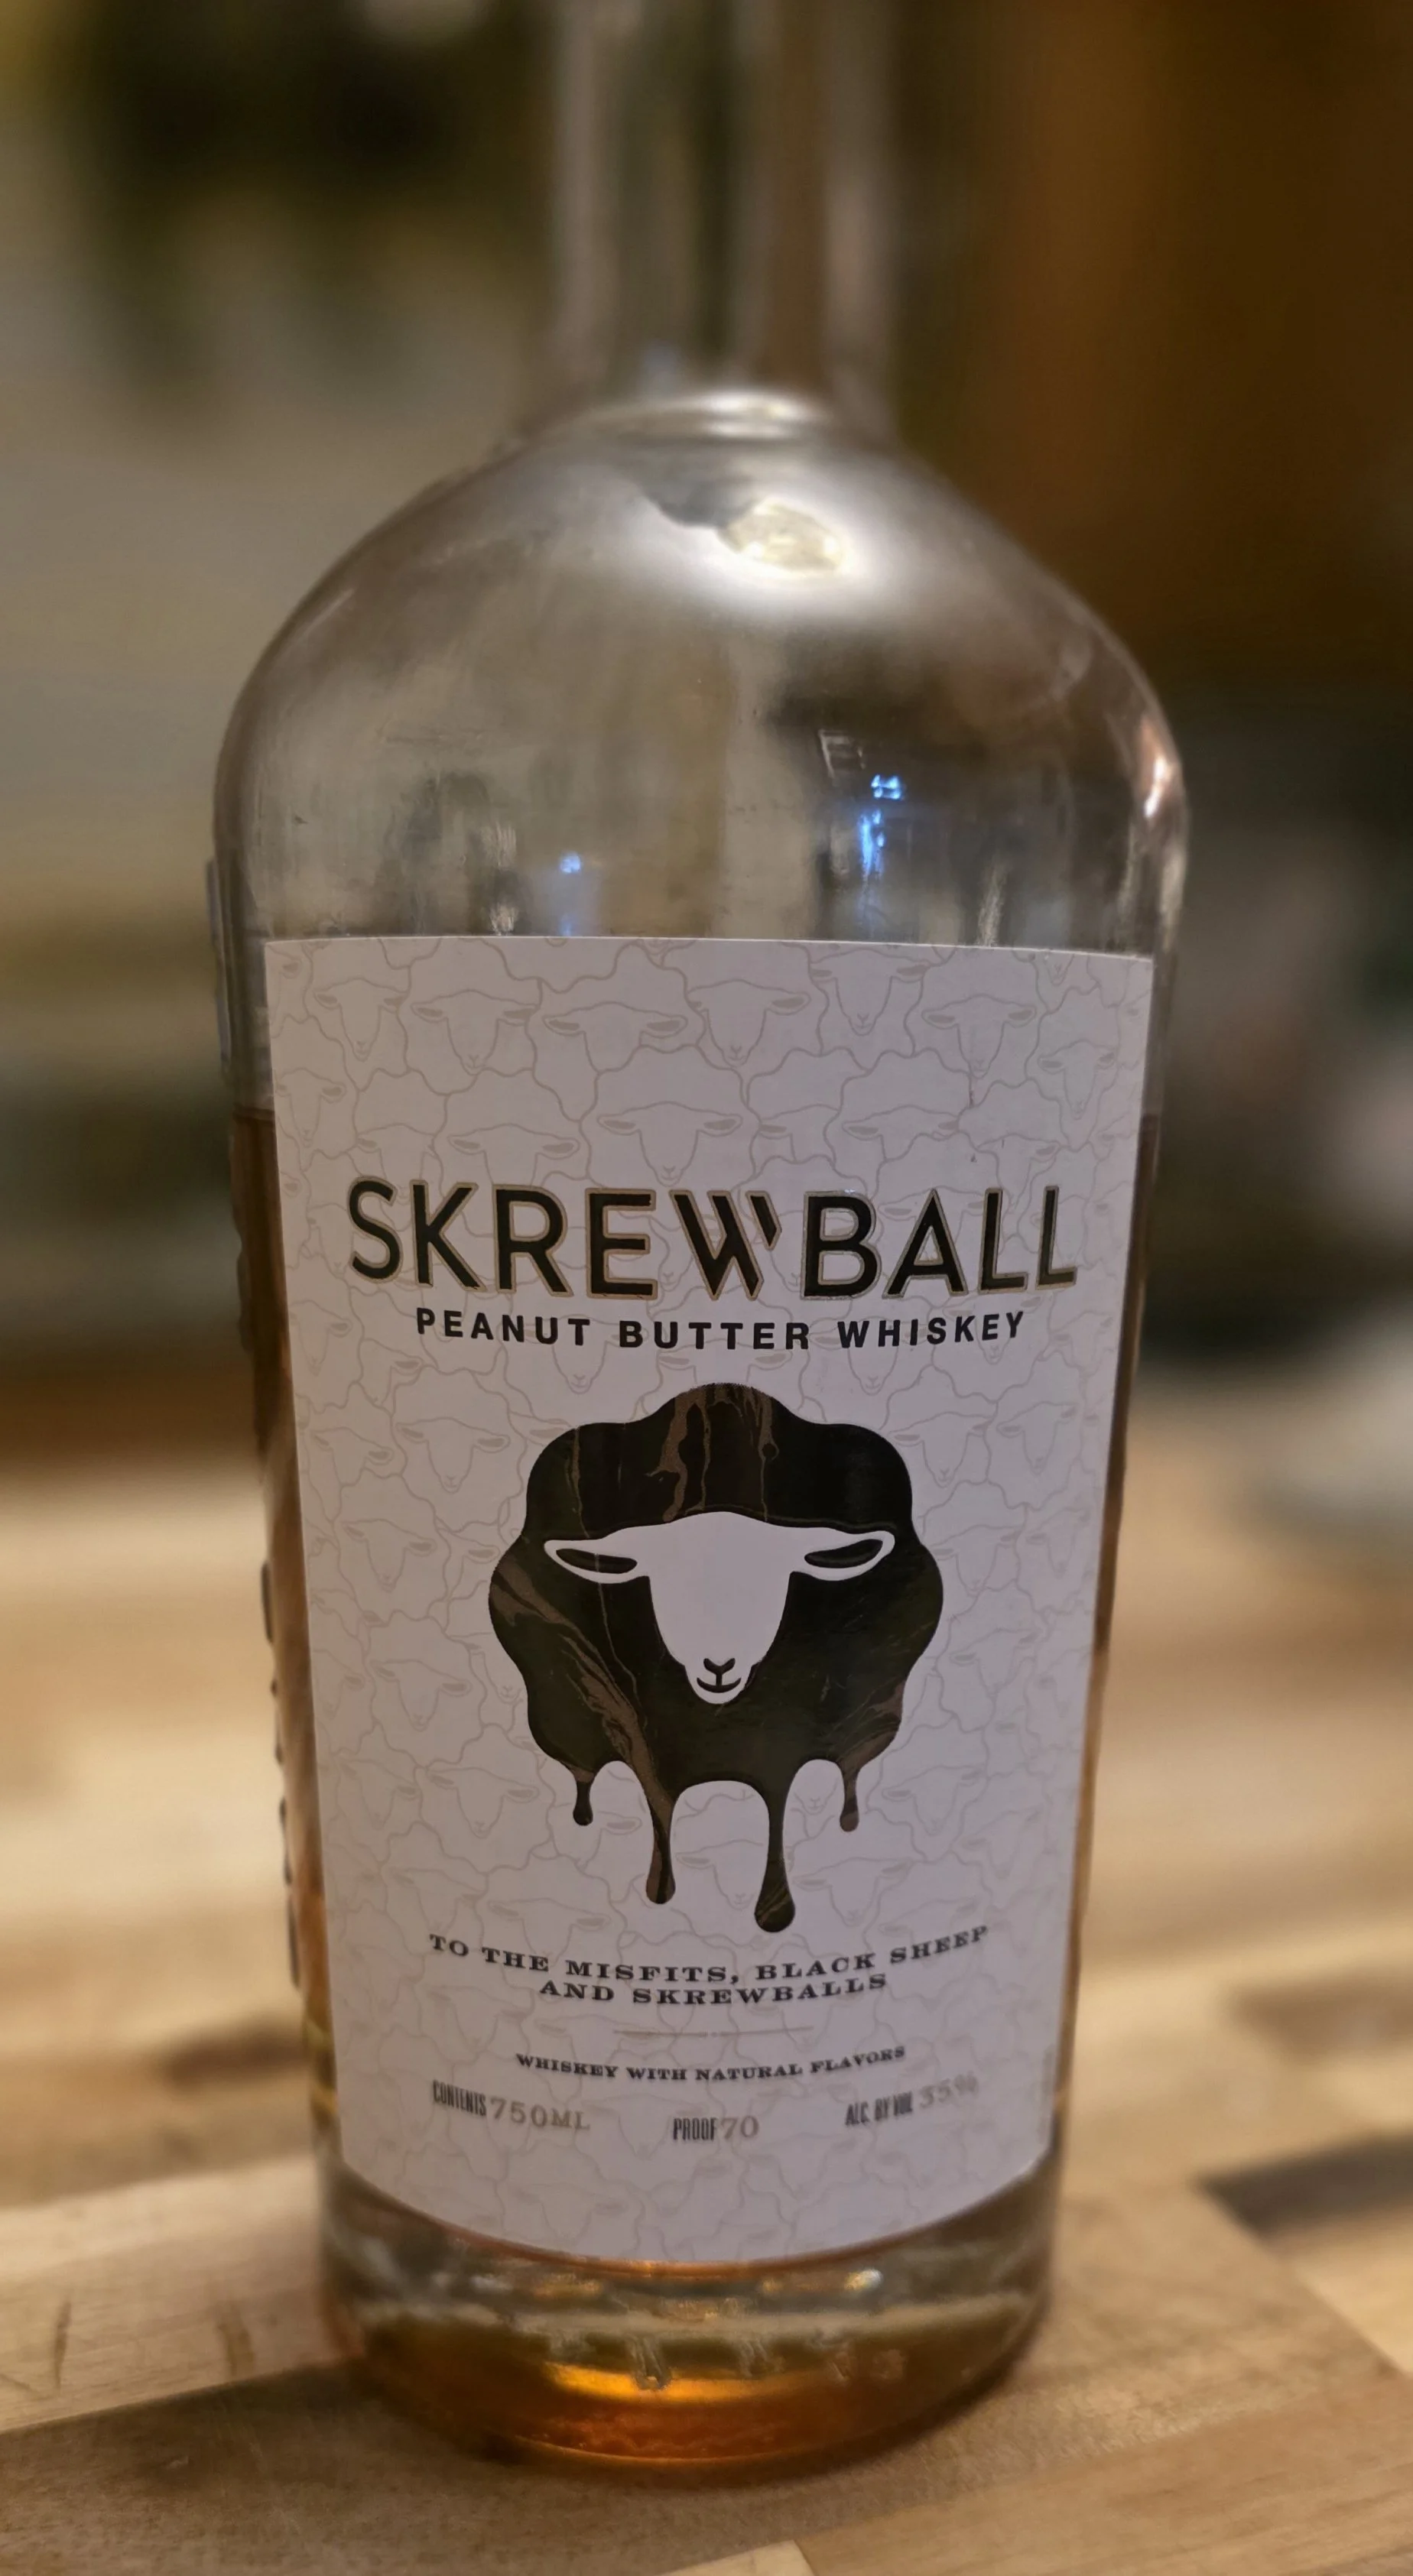 SKREWBALL
PEANUT BUTTER WHISKEY
TO THE MISFITS, BLACK SHEEP
AND SKREWBALLS
WHISKEY WITH NATURAL FLAVORS
CONTENTS 750ML PROOF 70 ALC. BY VOL 35%